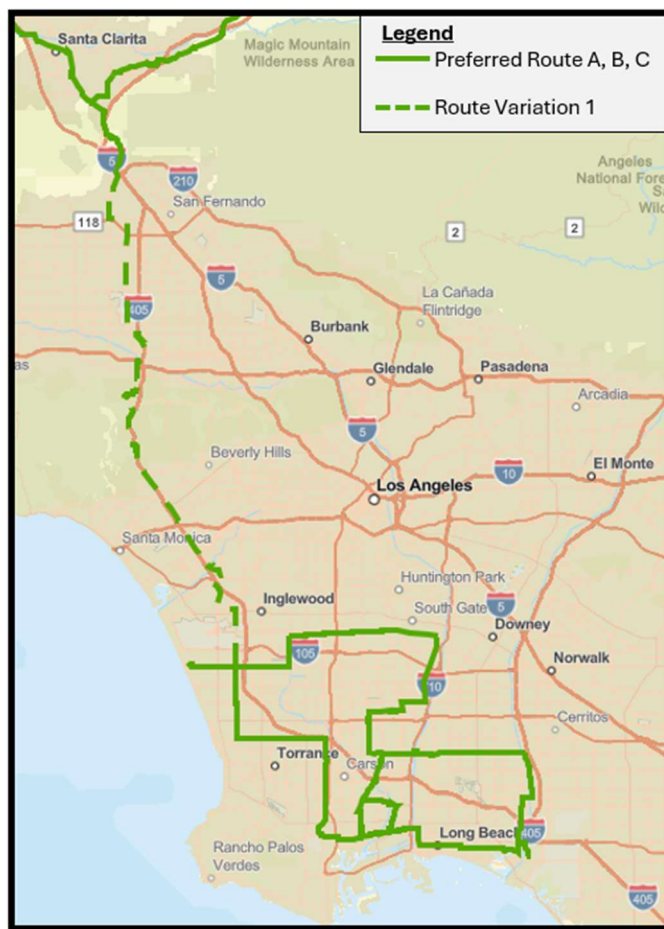 Legend
Preferred Route A, B, C
Route Variation 1
Santa Clarita
Magic Mountain
Wilderness Area
5
210
San Fernando
118
Angeles
National Fore
Sa
Wil
2
2
5
405
La Cañada
Flintridge
Burbank
Glendale
Pasadena
as
Arcadia
5
Beverly Hills
10
El Monte
Los Angeles
Santa Monica
Huntington Park
Inglewood
5
South Gate
Downey
105
Norwalk
710
Cerritos
Torrance
Carson
Long Beach
405
Rancho Palos
Verdes
405